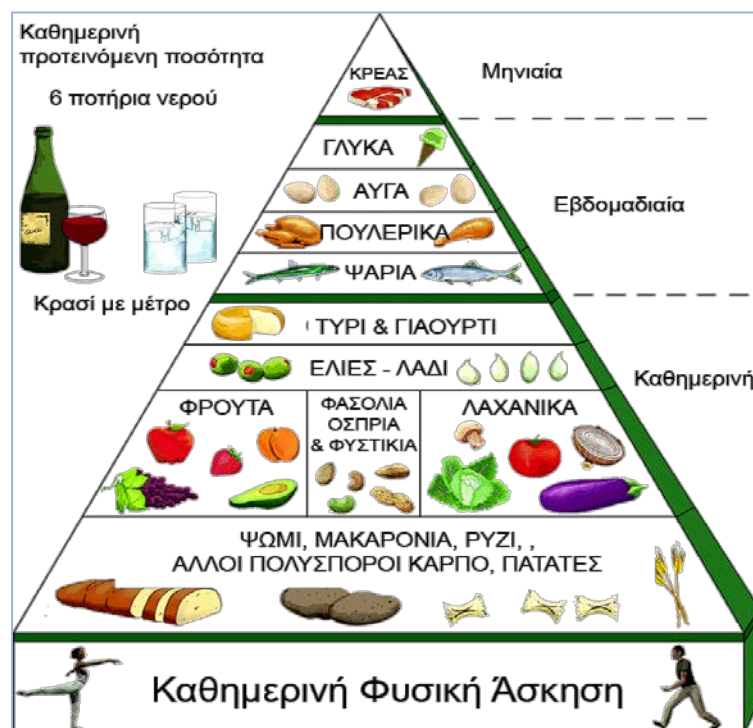 Καθημερινή
προτεινόμενη ποσότητα
6 ποτήρια νερού
Κρασί με μέτρο
ΚΡΕΑΣ
Μηνιαία
ΓΛΥΚΑ
ΑΥΓΑ
Εβδομαδιαία
ΠΟΥΛΕΡΙΚΑ
ΨΑΡΙΑ
ΤΥΡΙ & ΓΙΑΟΥΡΤΙ
ΕΛΙΕΣ - ΛΑΔΙ
Καθημερινή
ΦΡΟΥΤΑ
ΦΑΣΟΛΙΑ
ΟΣΠΡΙΑ
& ΦΥΣΤΙΚΙΑ
ΛΑΧΑΝΙΚΑ
ΨΩΜΙ, ΜΑΚΑΡΟΝΙΑ, ΡΥΖΙ, ,
ΑΛΛΟΙ ΠΟΛΥΣΠΟΡΟΙ ΚΑΡΠΟ, ΠΑΤΑΤΕΣ
Καθημερινή Φυσική Άσκηση